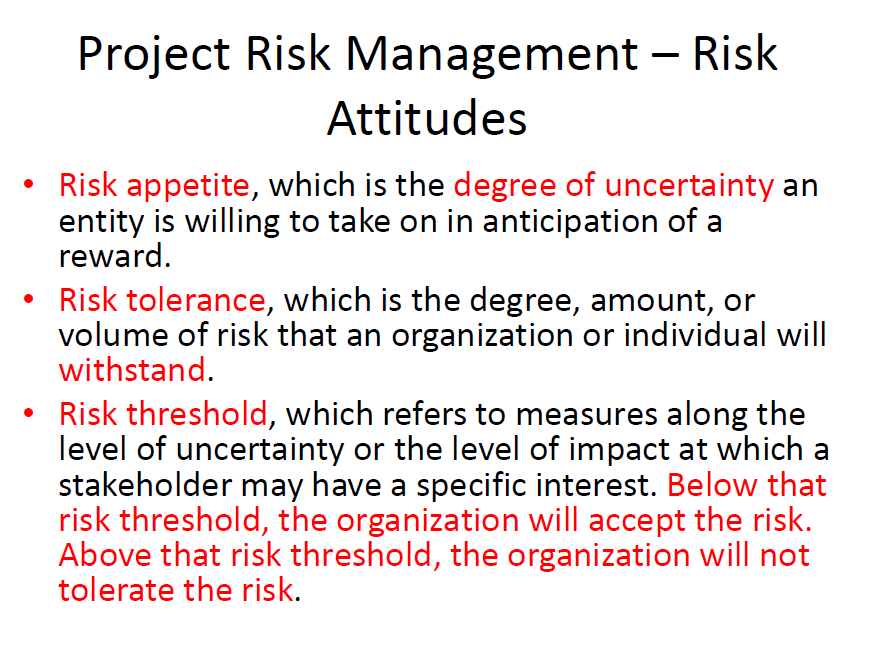 Project Risk Management – Risk
Attitudes
• Risk appetite, which is the degree of uncertainty an
entity is willing to take on in anticipation of a
reward.
• Risk tolerance, which is the degree, amount, or
volume of risk that an organization or individual will
withstand.
• Risk threshold, which refers to measures along the
level of uncertainty or the level of impact at which a
stakeholder may have a specific interest. Below that
risk threshold, the organization will accept the risk.
Above that risk threshold, the organization will not
tolerate the risk.